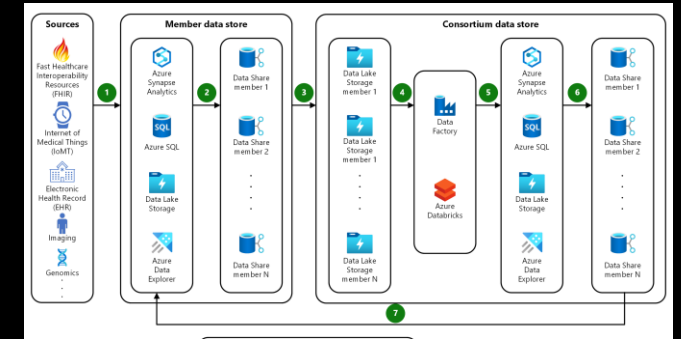 Sources
Fast Healthcare
Interoperability
Resources
(FHIR)
Internet of
Medical Things
(IoMT)
Electronic
Health Record
(EHR)
Imaging
Genomics
.
.
.
1
Member data store
Azure
Synapse
Analytics
Azure SQL
SQL
Data Lake
Storage
Azure
Data
Explorer
2
Data Share
member 1
Data Share
member 2
.
.
.
.
Data Share
member N
3
Consortium data store
Data Lake
Storage
member 1
Data Lake
Storage
member 1
.
.
.
.
Data Lake
Storage
member N
4
Data
Factory
Azure
Databricks
5
Azure
Synapse
Analytics
SQL
Azure SQL
Data Lake
Storage
Azure
Data
Explorer
6
Data Share
member 1
Data Share
member 2
.
.
.
.
Data Share
member N
7